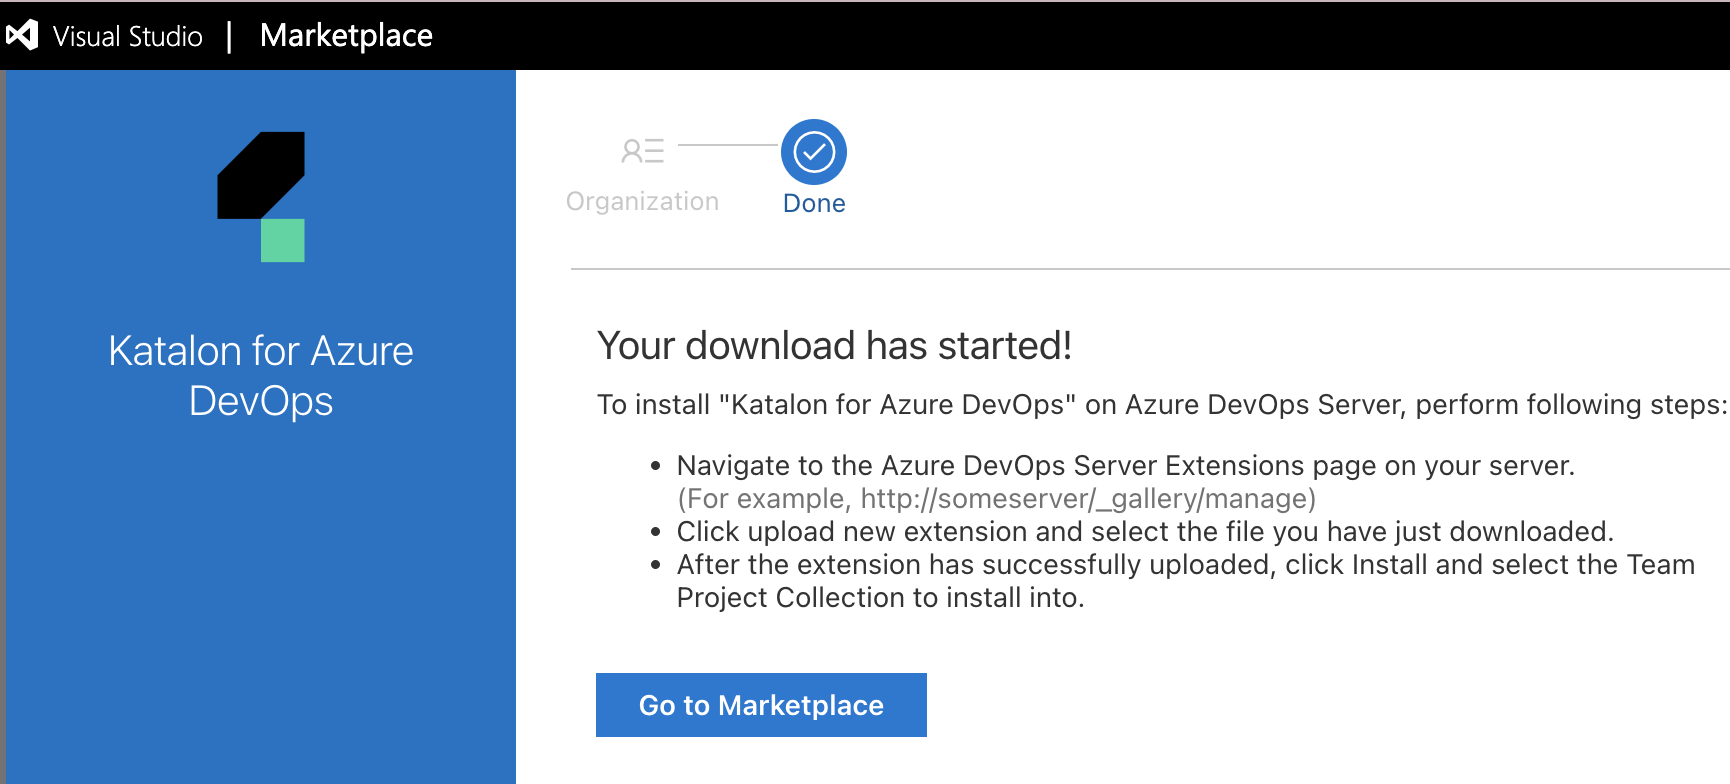 Visual Studio | Marketplace
Katalon for Azure
DevOps
Organization
Done
Your download has started!
To install "Katalon for Azure DevOps" on Azure DevOps Server, perform following steps:
• Navigate to the Azure DevOps Server Extensions page on your server.
(For example, http://someserver/_gallery/manage)
• Click upload new extension and select the file you have just downloaded.
• After the extension has successfully uploaded, click Install and select the Team
Project Collection to install into.
Go to Marketplace